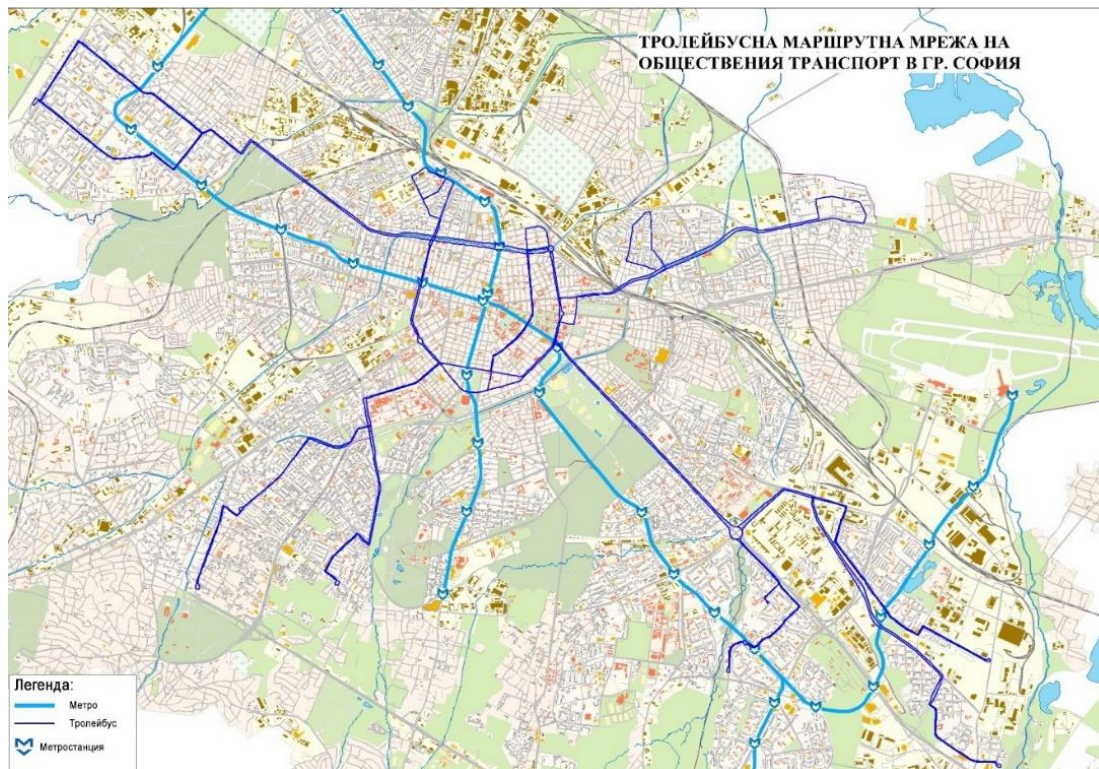 ТРОЛЕЙБУСНА МАРШРУТНА МРЕЖА НА
ОБЩЕСТВЕНИЯ ТРАНСПОРТ В ГР. СОФИЯ
Легенда:
Метро
Тролейбус
Метростанция